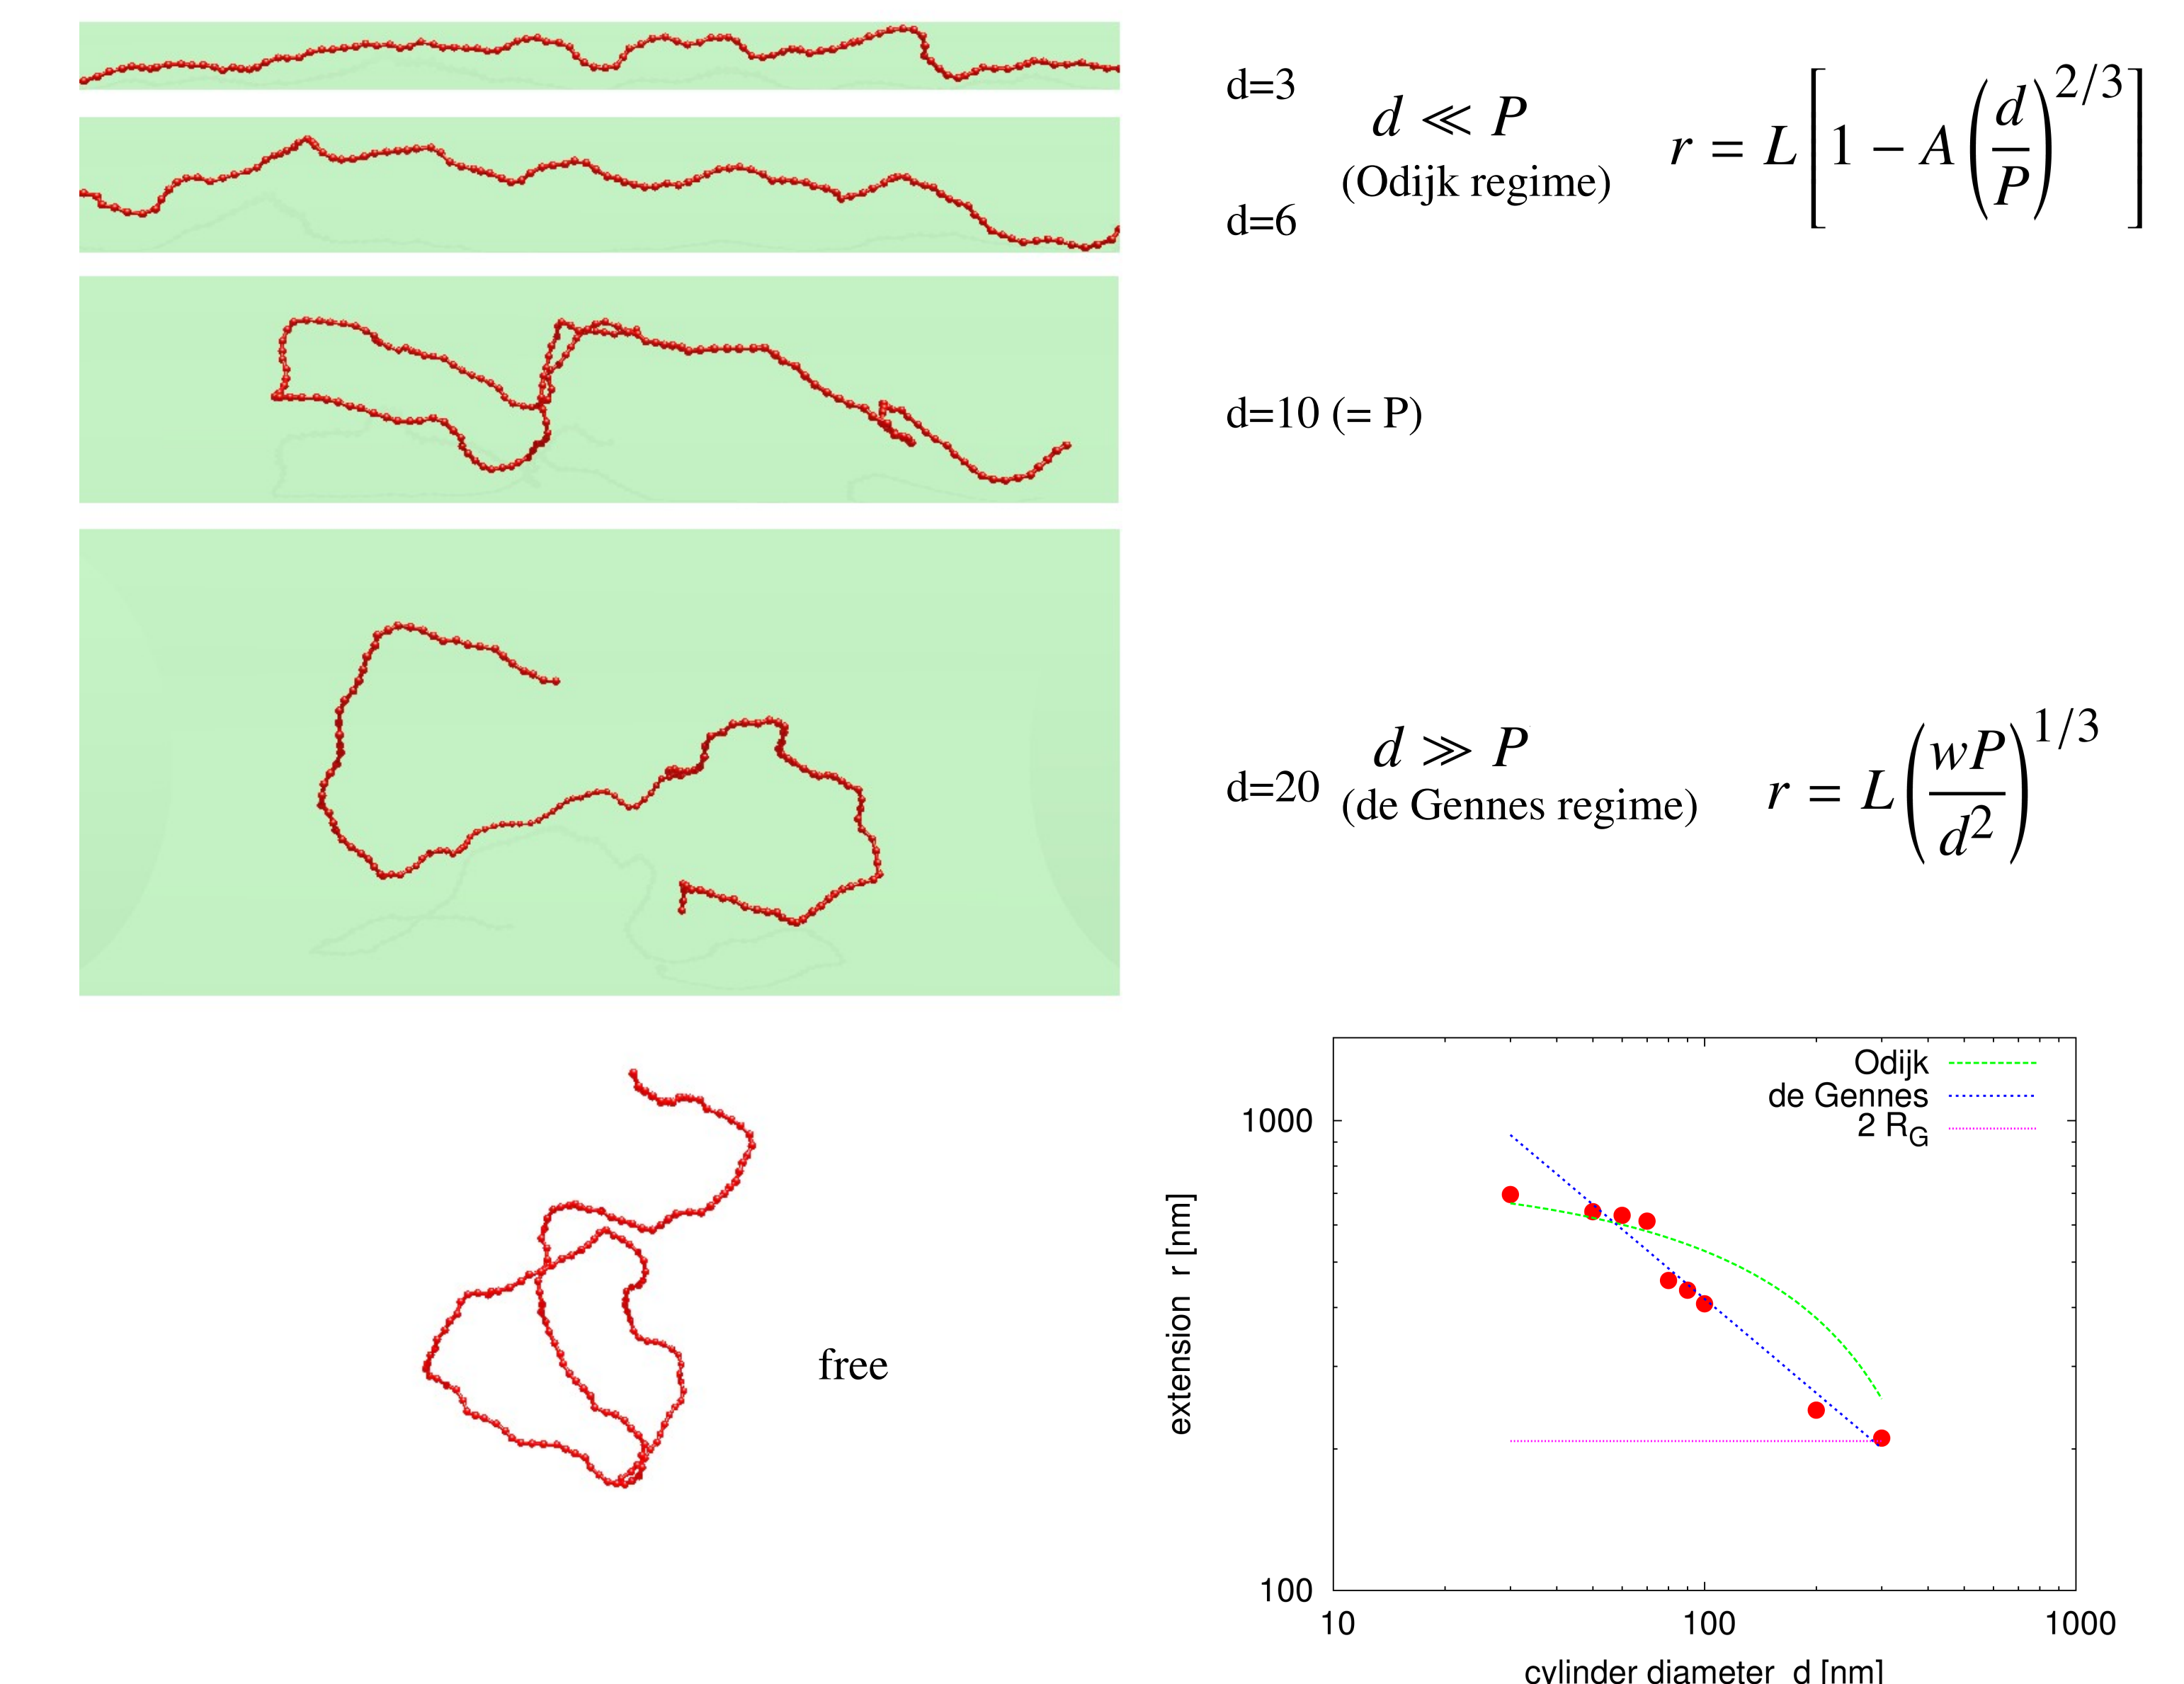 d=3
d ≪ P
(Odijk regime)
r = L [ 1 − A ( d / P )^2/3 ]
d=6
d=10 (= P)
d=20
d ≫ P
(de Gennes regime)
r = L ( wP / d^2 )^1/3
free
Odijk
de Gennes
2 R_G
1000
100
extension r [nm]
10 100 1000
cylinder diameter d [nm]